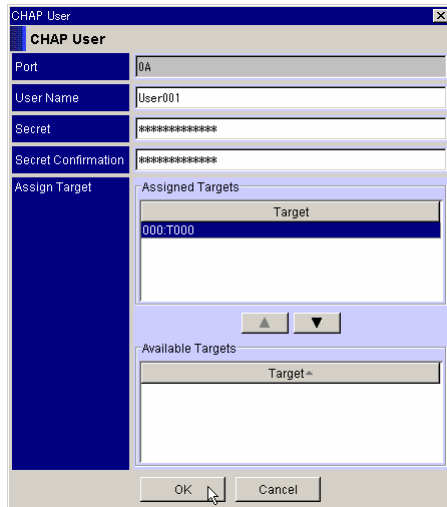 CHAP User
CHAP User
Port 0A
User Name User001
Secret *************
Secret Confirmation *************
Assign Target
Assigned Targets
Target
000:T000
Available Targets
Target
OK Cancel